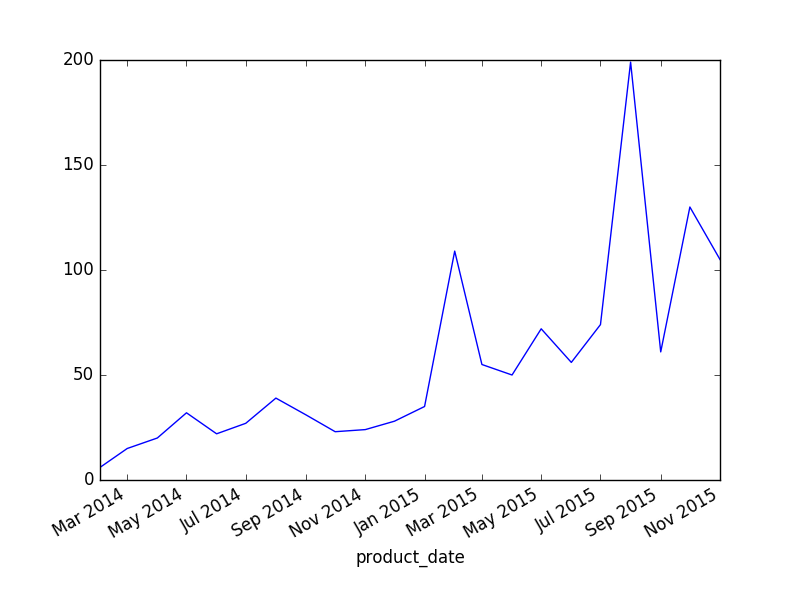 200
150
100
50
0
Mar 2014
May 2014
Jul 2014
Sep 2014
Nov 2014
Jan 2015
Mar 2015
May 2015
Jul 2015
Sep 2015
Nov 2015
product_date